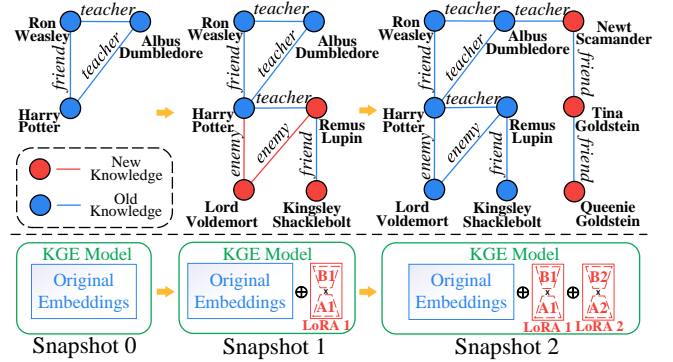 Ron
Weasley
teacher
Albus
Dumbledore
friend
teacher
Harry
Potter
New
Knowledge
Old
Knowledge
Ron
Weasley
teacher
Albus
Dumbledore
friend
teacher
Harry
Potter
teacher
Remus
Lupin
enemy
enemy
friend
Lord
Voldemort
Kingsley
Shacklebolt
Ron
Weasley
teacher
Albus
Dumbledore
teacher
Newt
Scamander
friend
teacher
friend
Harry
Potter
teacher
Remus
Lupin
Tina
Goldstein
enemy
enemy
friend
friend
Lord
Voldemort
Kingsley
Shacklebolt
Queenie
Goldstein
KGE Model
Original
Embeddings
Snapshot 0
KGE Model
Original
Embeddings
⊕
B1
x
A1
LoRA 1
Snapshot 1
KGE Model
Original
Embeddings
⊕
B1
x
A1
LoRA 1
⊕
B2
x
A2
LoRA 2
Snapshot 2